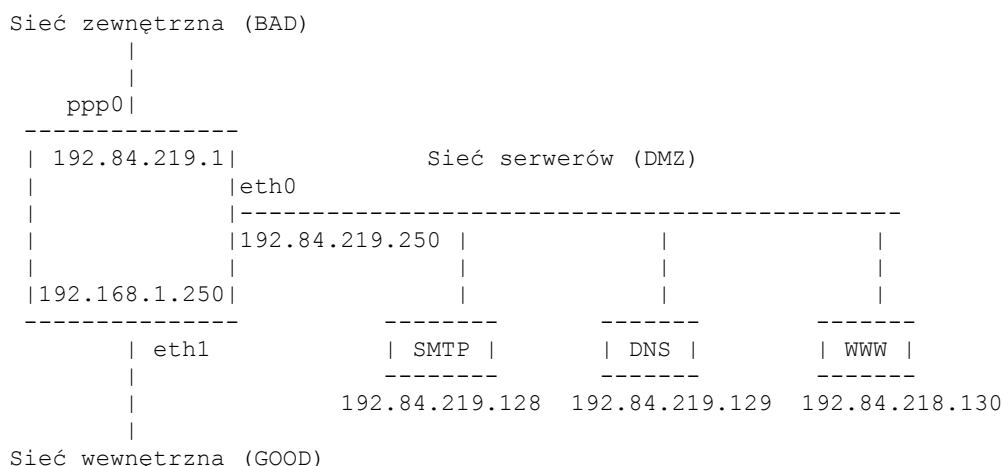 Sieć zewnętrzna (BAD)
ppp0
192.84.219.1 Sieć serwerów (DMZ)
eth0
192.84.219.250
192.168.1.250
eth1 SMTP DNS WWW
192.84.219.128 192.84.219.129 192.84.218.130
Sieć wewnętrzna (GOOD)